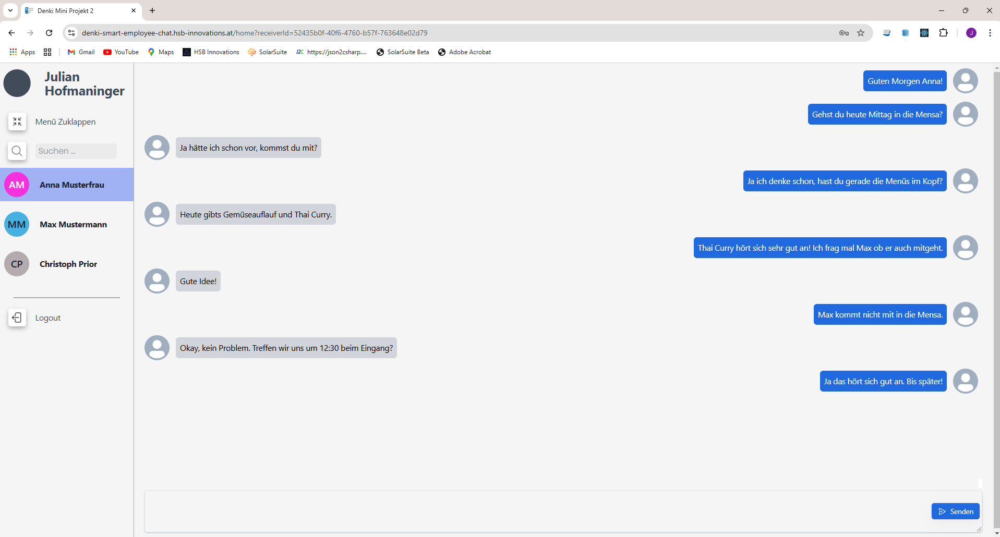 Denki Mini Projekt 2
denki-smart-employee-chat.hsb-innovations.at/home?receiverId=52435b0f-40f6-4760-b57f-763648e02d79
J
Apps
Gmail
YouTube
Maps
HSB Innovations
SolarSuite
J2C https://json2csharp....
SolarSuite Beta
Adobe Acrobat
Julian
Hofmaninger
Menü Zuklappen
Suchen ...
AM Anna Musterfrau
MM Max Mustermann
CP Christoph Prior
Logout
Guten Morgen Anna!
Gehst du heute Mittag in die Mensa?
Ja hätte ich schon vor, kommst du mit?
Ja ich denke schon, hast du gerade die Menüs im Kopf?
Heute gibts Gemüseauflauf und Thai Curry.
Thai Curry hört sich sehr gut an! Ich frag mal Max ob er auch mitgeht.
Gute Idee!
Max kommt nicht mit in die Mensa.
Okay, kein Problem. Treffen wir uns um 12:30 beim Eingang?
Ja das hört sich gut an. Bis später!
Senden